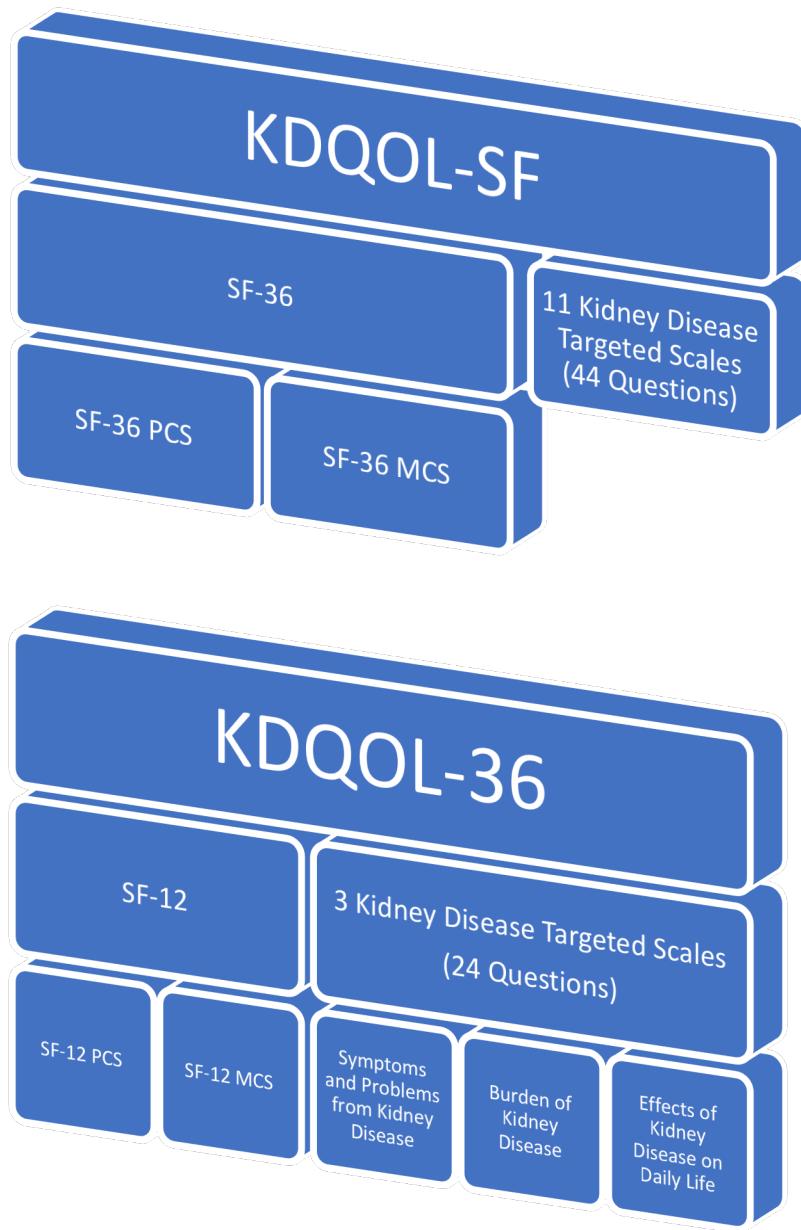 KDQOL-SF
SF-36
11 Kidney Disease
Targeted Scales
(44 Questions)
SF-36 PCS
SF-36 MCS
KDQOL-36
SF-12
3 Kidney Disease Targeted Scales
(24 Questions)
SF-12 PCS
SF-12 MCS
Symptoms
and Problems
from Kidney
Disease
Burden of
Kidney
Disease
Effects of
Kidney
Disease on
Daily Life